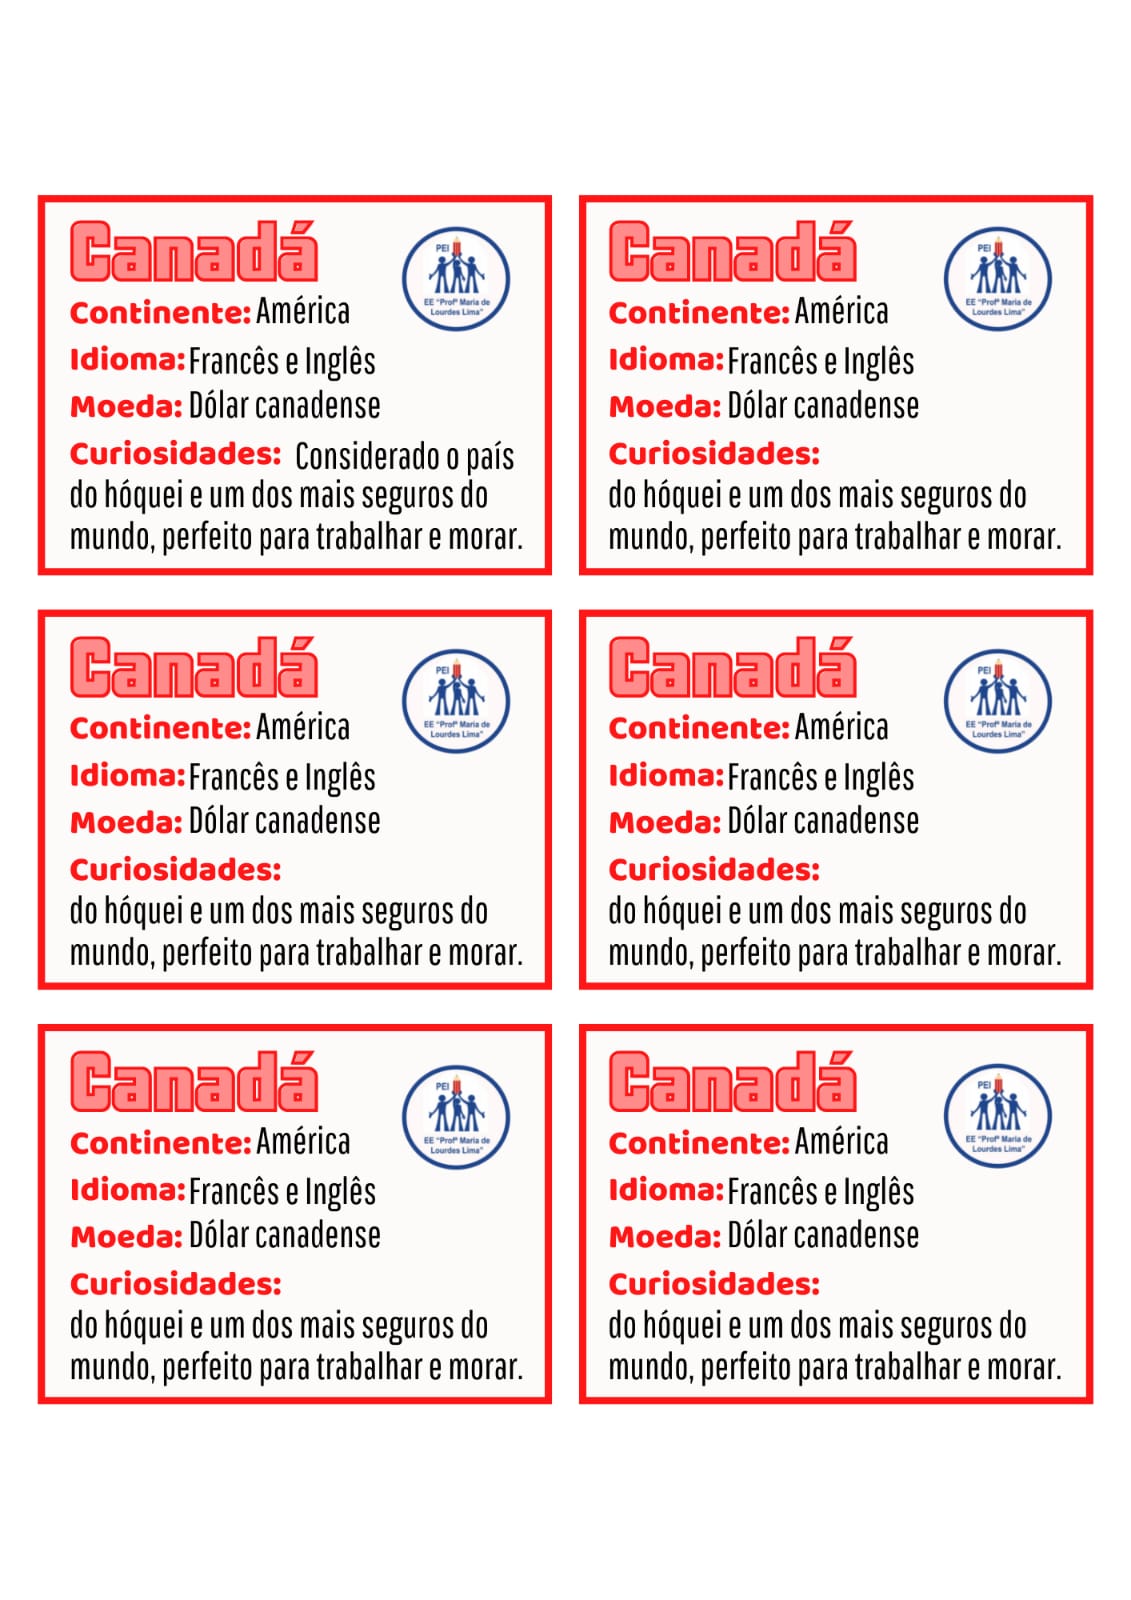 Canadá
PEI
EE "Profª Maria de
Lourdes Lima"
Continente: América
Idioma: Francês e Inglês
Moeda: Dólar canadense
Curiosidades: Considerado o país
do hóquei e um dos mais seguros do
mundo, perfeito para trabalhar e morar.
Canadá
PEI
EE "Profª Maria de
Lourdes Lima"
Continente: América
Idioma: Francês e Inglês
Moeda: Dólar canadense
Curiosidades:
do hóquei e um dos mais seguros do
mundo, perfeito para trabalhar e morar.
Canadá
PEI
EE "Profª Maria de
Lourdes Lima"
Continente: América
Idioma: Francês e Inglês
Moeda: Dólar canadense
Curiosidades:
do hóquei e um dos mais seguros do
mundo, perfeito para trabalhar e morar.
Canadá
PEI
EE "Profª Maria de
Lourdes Lima"
Continente: América
Idioma: Francês e Inglês
Moeda: Dólar canadense
Curiosidades:
do hóquei e um dos mais seguros do
mundo, perfeito para trabalhar e morar.
Canadá
PEI
EE "Profª Maria de
Lourdes Lima"
Continente: América
Idioma: Francês e Inglês
Moeda: Dólar canadense
Curiosidades:
do hóquei e um dos mais seguros do
mundo, perfeito para trabalhar e morar.
Canadá
PEI
EE "Profª Maria de
Lourdes Lima"
Continente: América
Idioma: Francês e Inglês
Moeda: Dólar canadense
Curiosidades:
do hóquei e um dos mais seguros do
mundo, perfeito para trabalhar e morar.